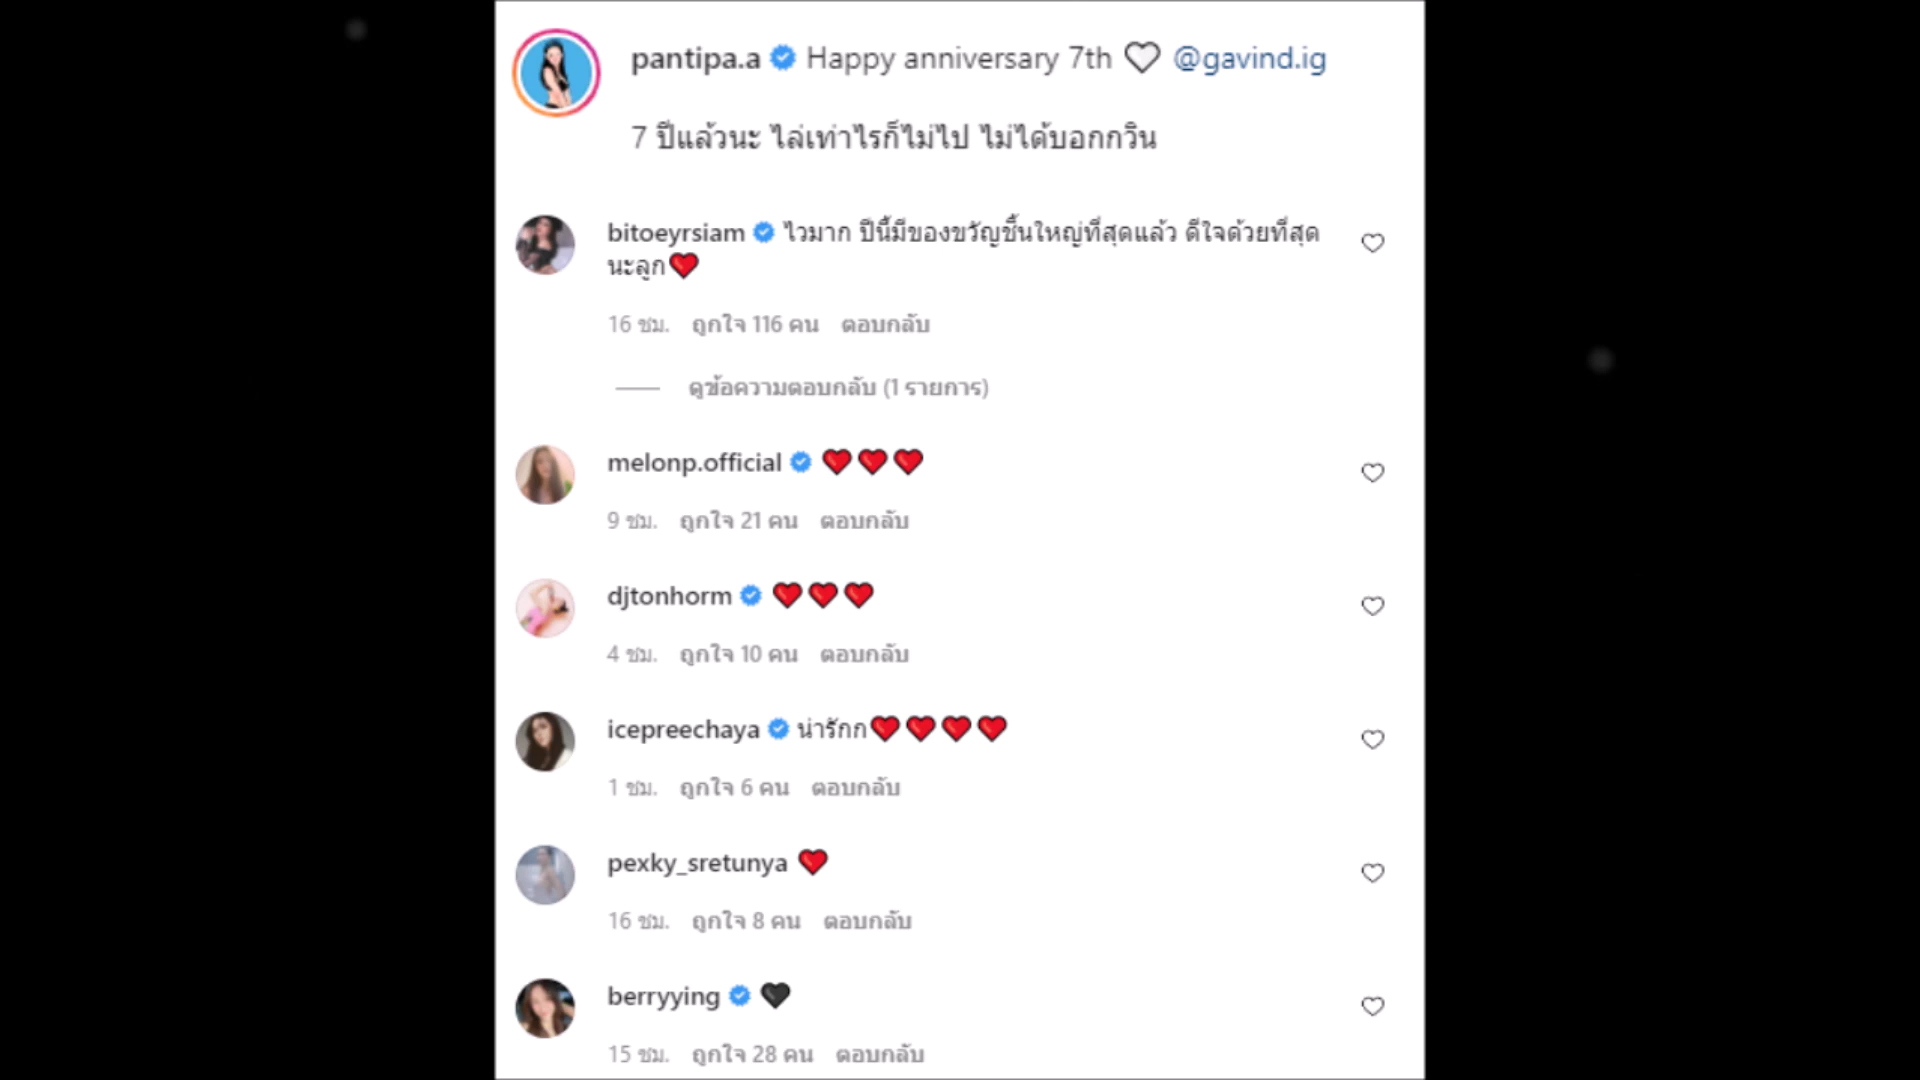 pantipa.a Happy anniversary 7th 🤍 @gavind.ig
7 ปีแล้วนะ ไล่เท่าไรก็ไม่ไป ไม่ได้บอกกวิน
bitoeyrsiam ไวมาก ปีนี้มีของขวัญชิ้นใหญ่ที่สุดแล้ว ดีใจด้วยที่สุด
นะลูก❤️
16 ชม. ถูกใจ 116 คน ตอบกลับ
ดูข้อความตอบกลับ (1 รายการ)
melonp.official ❤️❤️❤️
9 ชม. ถูกใจ 21 คน ตอบกลับ
djtonhorm ❤️❤️❤️
4 ชม. ถูกใจ 10 คน ตอบกลับ
icepreechaya น่ารักก❤️❤️❤️❤️
1 ชม. ถูกใจ 6 คน ตอบกลับ
pexky_sretunya ❤️
16 ชม. ถูกใจ 8 คน ตอบกลับ
berryying 🖤
15 ชม. ถูกใจ 28 คน ตอบกลับ